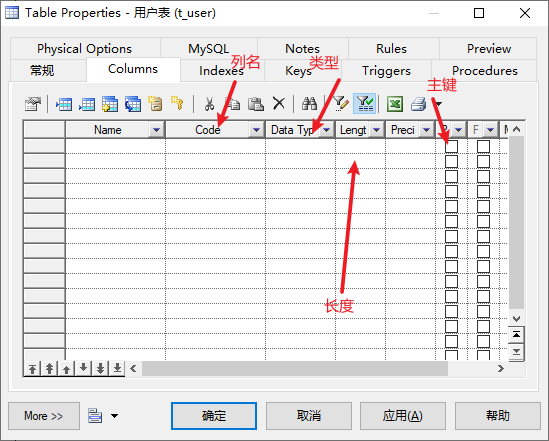 Table Properties - 用户表 (t_user)
Physical Options MySQL Notes Rules Preview
常规 Columns Indexes Keys Triggers Procedures
列名 类型 主键
Name Code Data Typ Lengt Preci P F M
长度
More >> 确定 取消 应用(A) 帮助